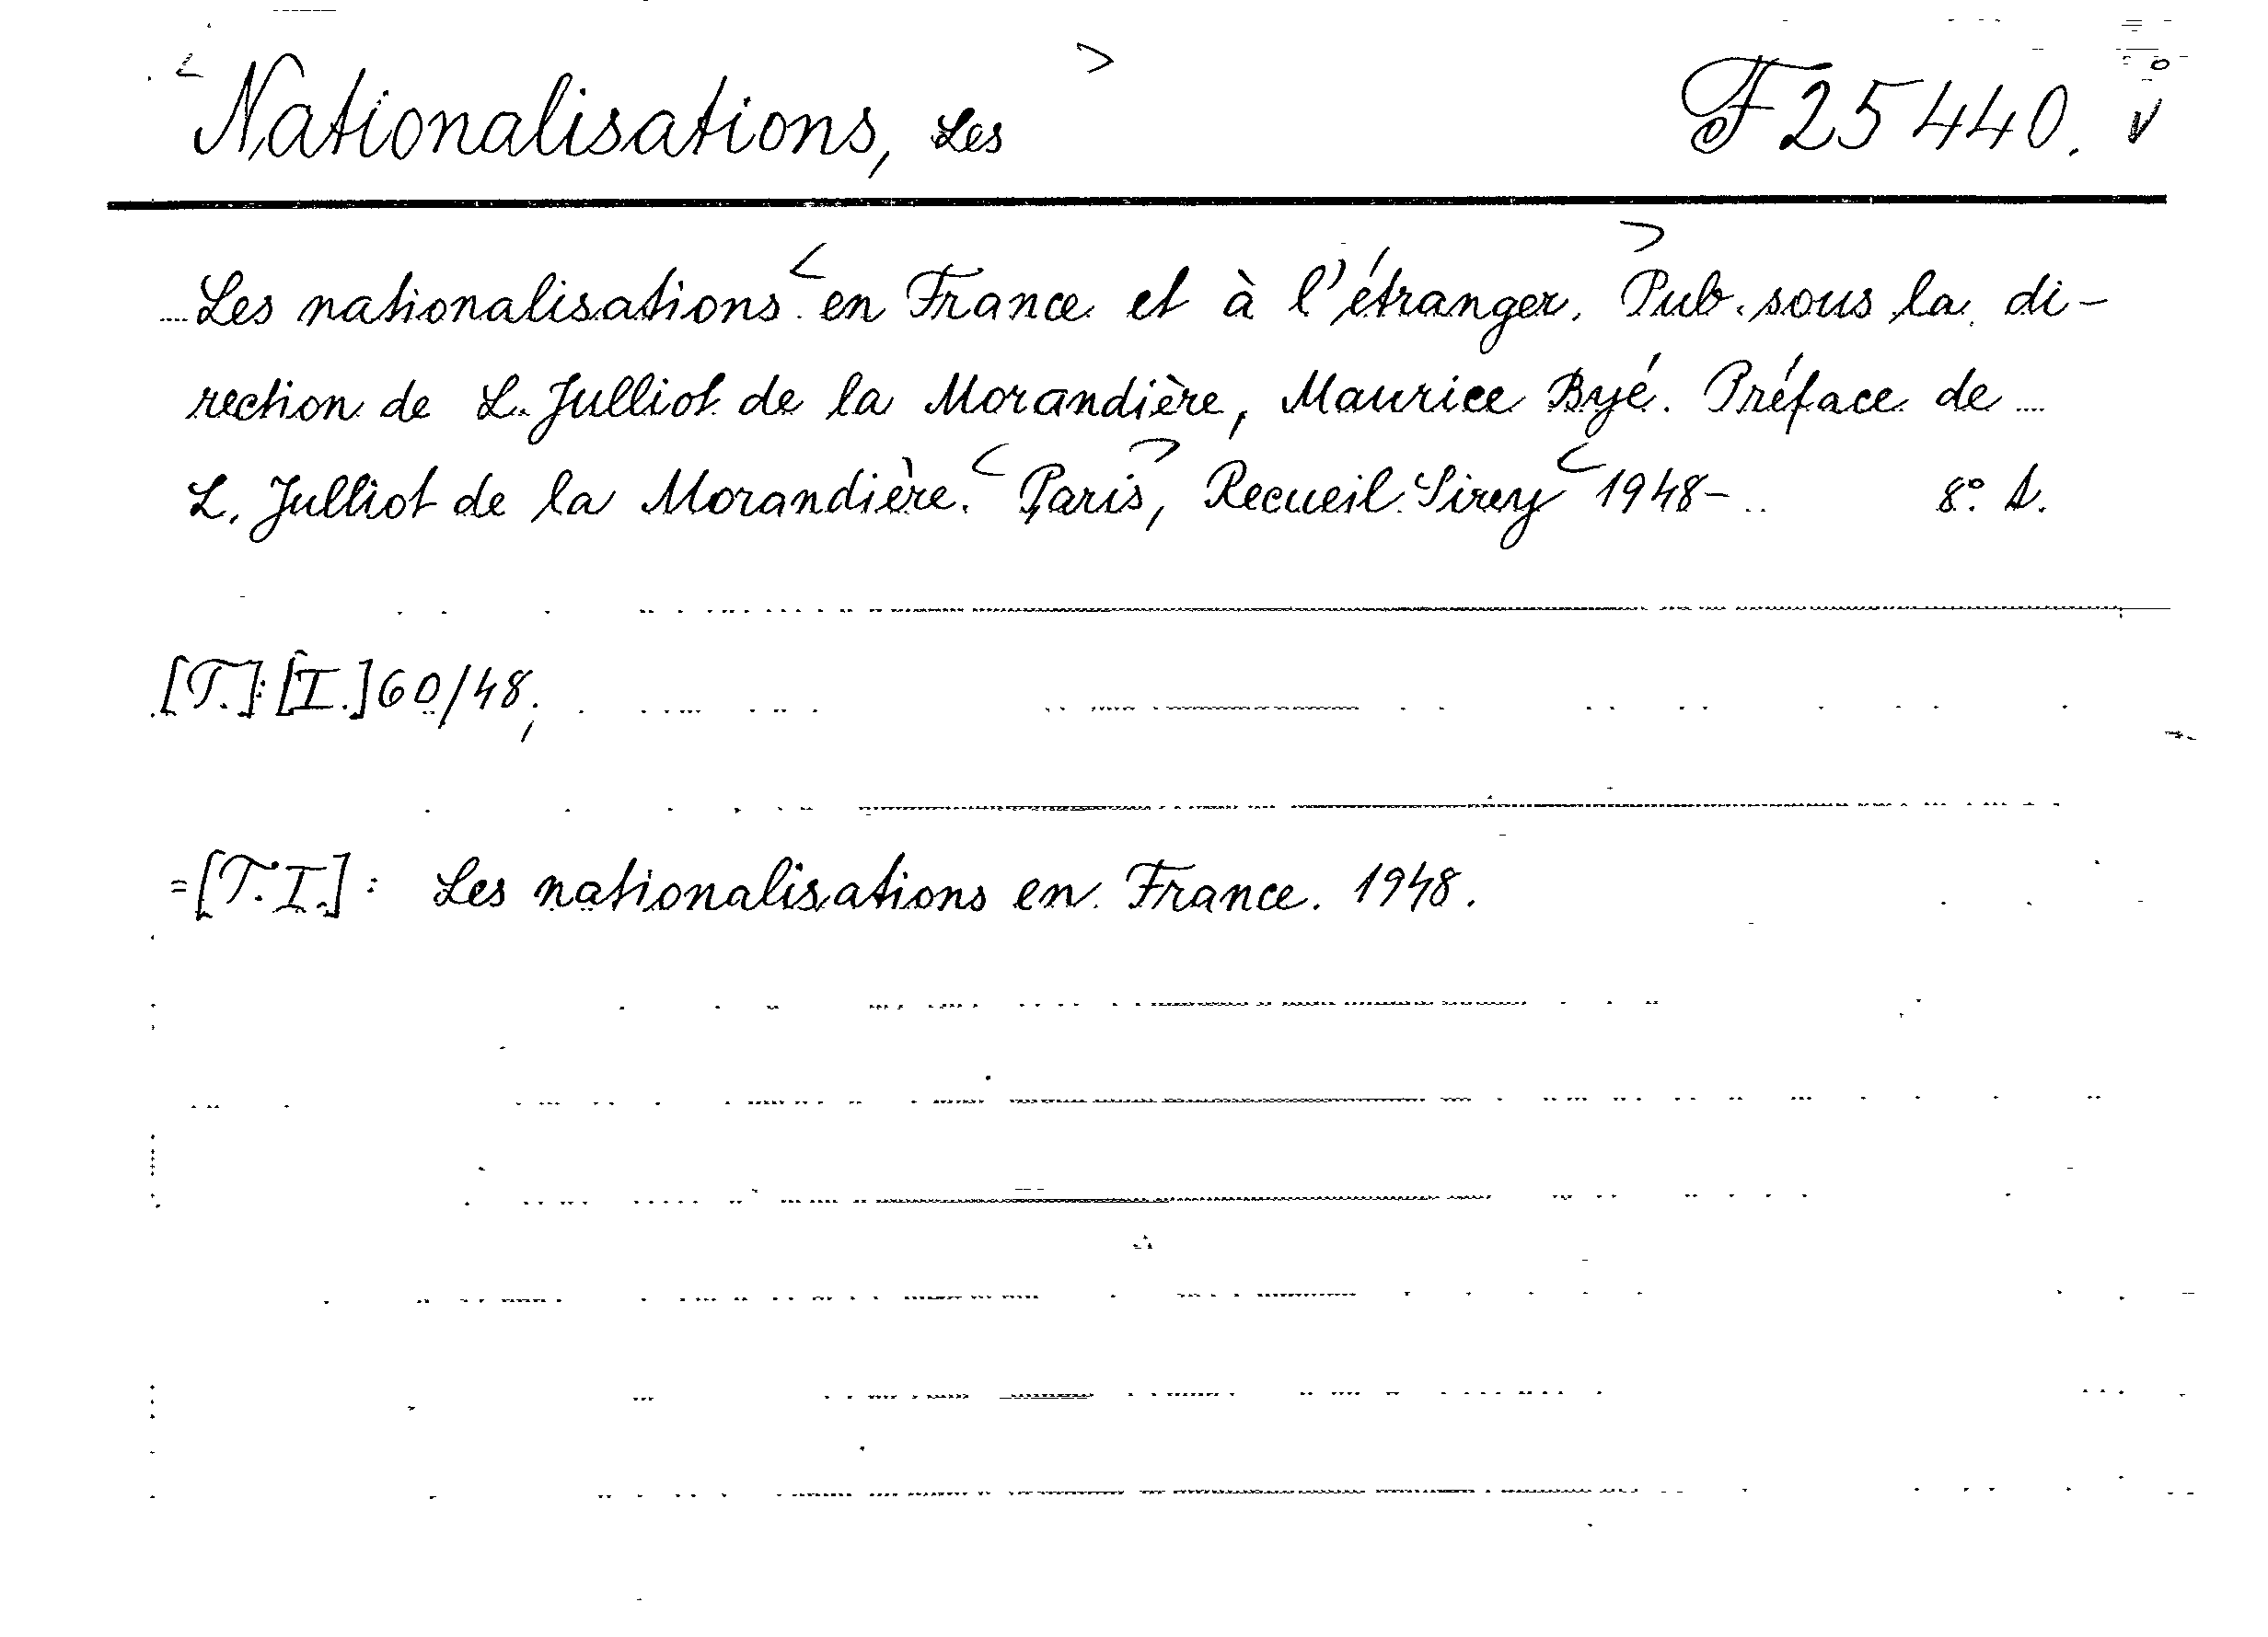 <Nationalisations, Les> F 25 440. v
Les nationalisations <en France et à l'étranger.> Pub. sous la di-
rection de L. Julliot de la Morandière, Maurice Byé. Préface de
L. Julliot de la Morandière. <Paris>, Recueil Sirey <1948- 8° s.
[T.] [I.] 60/48;
=[T. I.]: Les nationalisations en France. 1948.